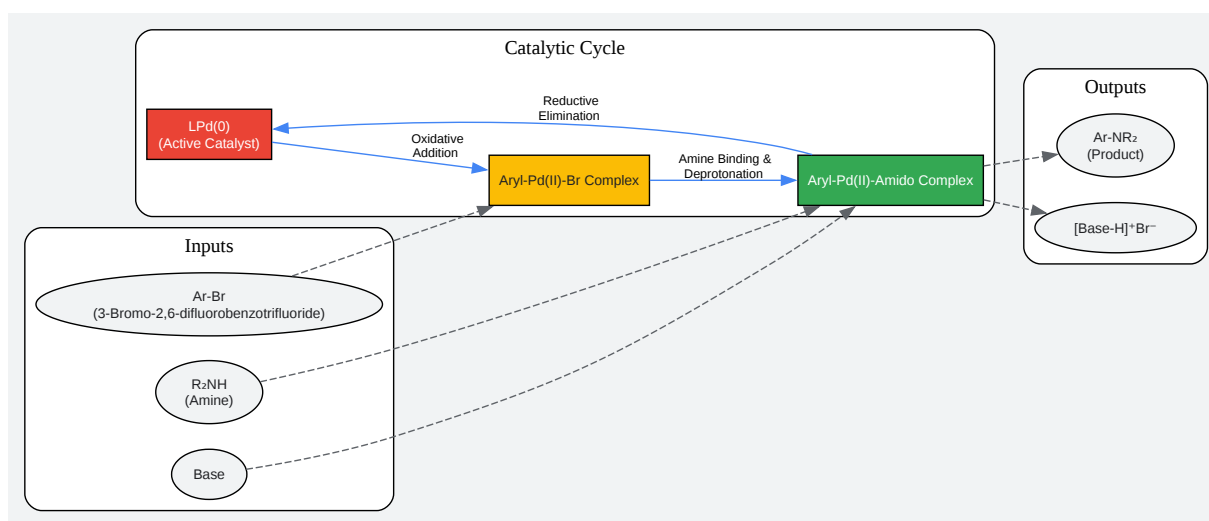 Catalytic Cycle
LPd(0)
(Active Catalyst)
Reductive
Elimination
Oxidative
Addition
Aryl-Pd(II)-Br Complex
Amine Binding &
Deprotonation
Aryl-Pd(II)-Amido Complex
Outputs
Ar-NR₂
(Product)
[Base-H]⁺Br⁻
Inputs
Ar-Br
(3-Bromo-2,6-difluorobenzotrifluoride)
R₂NH
(Amine)
Base